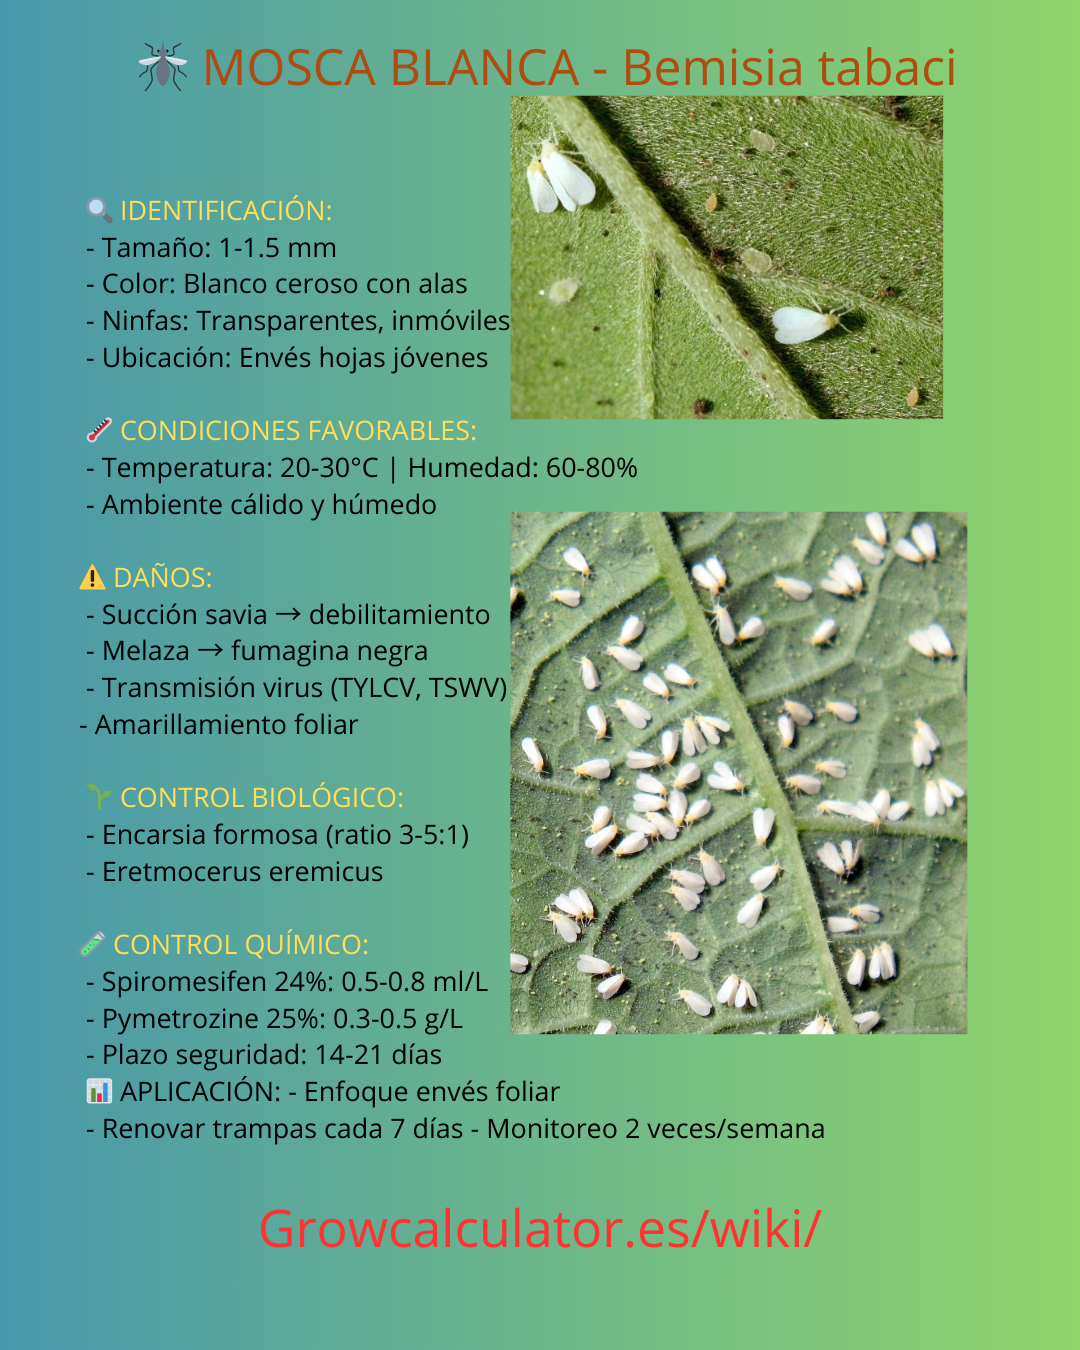 🦟 MOSCA BLANCA - Bemisia tabaci
🔍 IDENTIFICACIÓN:
- Tamaño: 1-1.5 mm
- Color: Blanco ceroso con alas
- Ninfas: Transparentes, inmóviles
- Ubicación: Envés hojas jóvenes
🌡️ CONDICIONES FAVORABLES:
- Temperatura: 20-30°C | Humedad: 60-80%
- Ambiente cálido y húmedo
⚠️ DAÑOS:
- Succión savia → debilitamiento
- Melaza → fumagina negra
- Transmisión virus (TYLCV, TSWV)
- Amarillamiento foliar
🌱 CONTROL BIOLÓGICO:
- Encarsia formosa (ratio 3-5:1)
- Eretmocerus eremicus
🧪 CONTROL QUÍMICO:
- Spiromesifen 24%: 0.5-0.8 ml/L
- Pymetrozine 25%: 0.3-0.5 g/L
- Plazo seguridad: 14-21 días
📊 APLICACIÓN: - Enfoque envés foliar
- Renovar trampas cada 7 días - Monitoreo 2 veces/semana
Growcalculator.es/wiki/